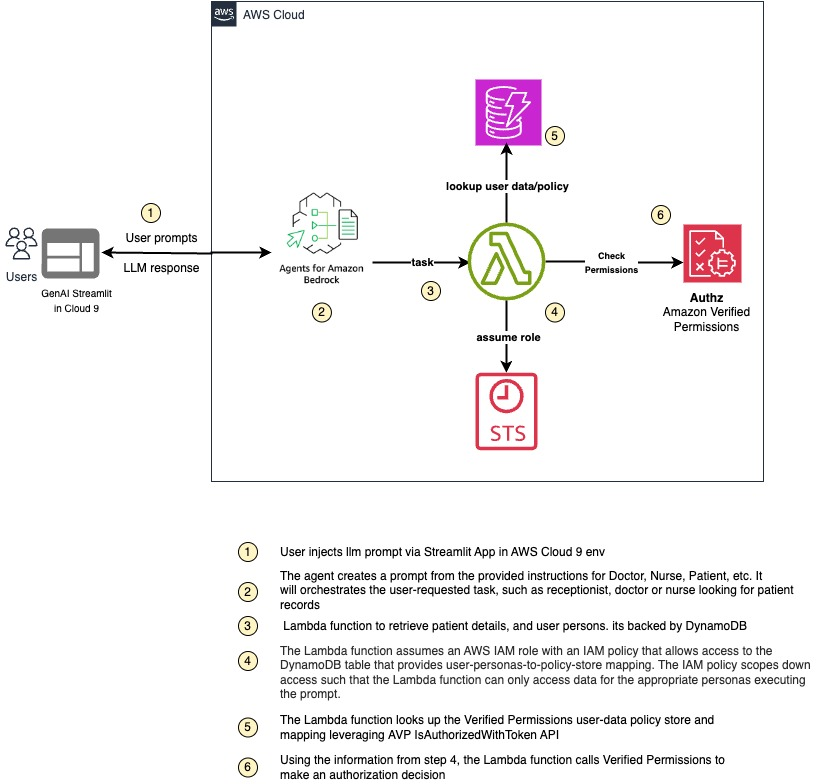 aws
AWS Cloud
5
lookup user data/policy
1
6
User prompts
LLM response
Users
GenAI Streamlit
in Cloud 9
Agents for Amazon
Bedrock
2
task
3
Check
Permissions
4
Authz
Amazon Verified
Permissions
assume role
STS
1
User injects llm prompt via Streamlit App in AWS Cloud 9 env
2
The agent creates a prompt from the provided instructions for Doctor, Nurse, Patient, etc. It
will orchestrates the user-requested task, such as receptionist, doctor or nurse looking for patient
records
3
Lambda function to retrieve patient details, and user persons. its backed by DynamoDB
4
The Lambda function assumes an AWS IAM role with an IAM policy that allows access to the
DynamoDB table that provides user-personas-to-policy-store mapping. The IAM policy scopes down
access such that the Lambda function can only access data for the appropriate personas executing
the prompt.
5
The Lambda function looks up the Verified Permissions user-data policy store and
mapping leveraging AVP IsAuthorizedWithToken API
6
Using the information from step 4, the Lambda function calls Verified Permissions to
make an authorization decision